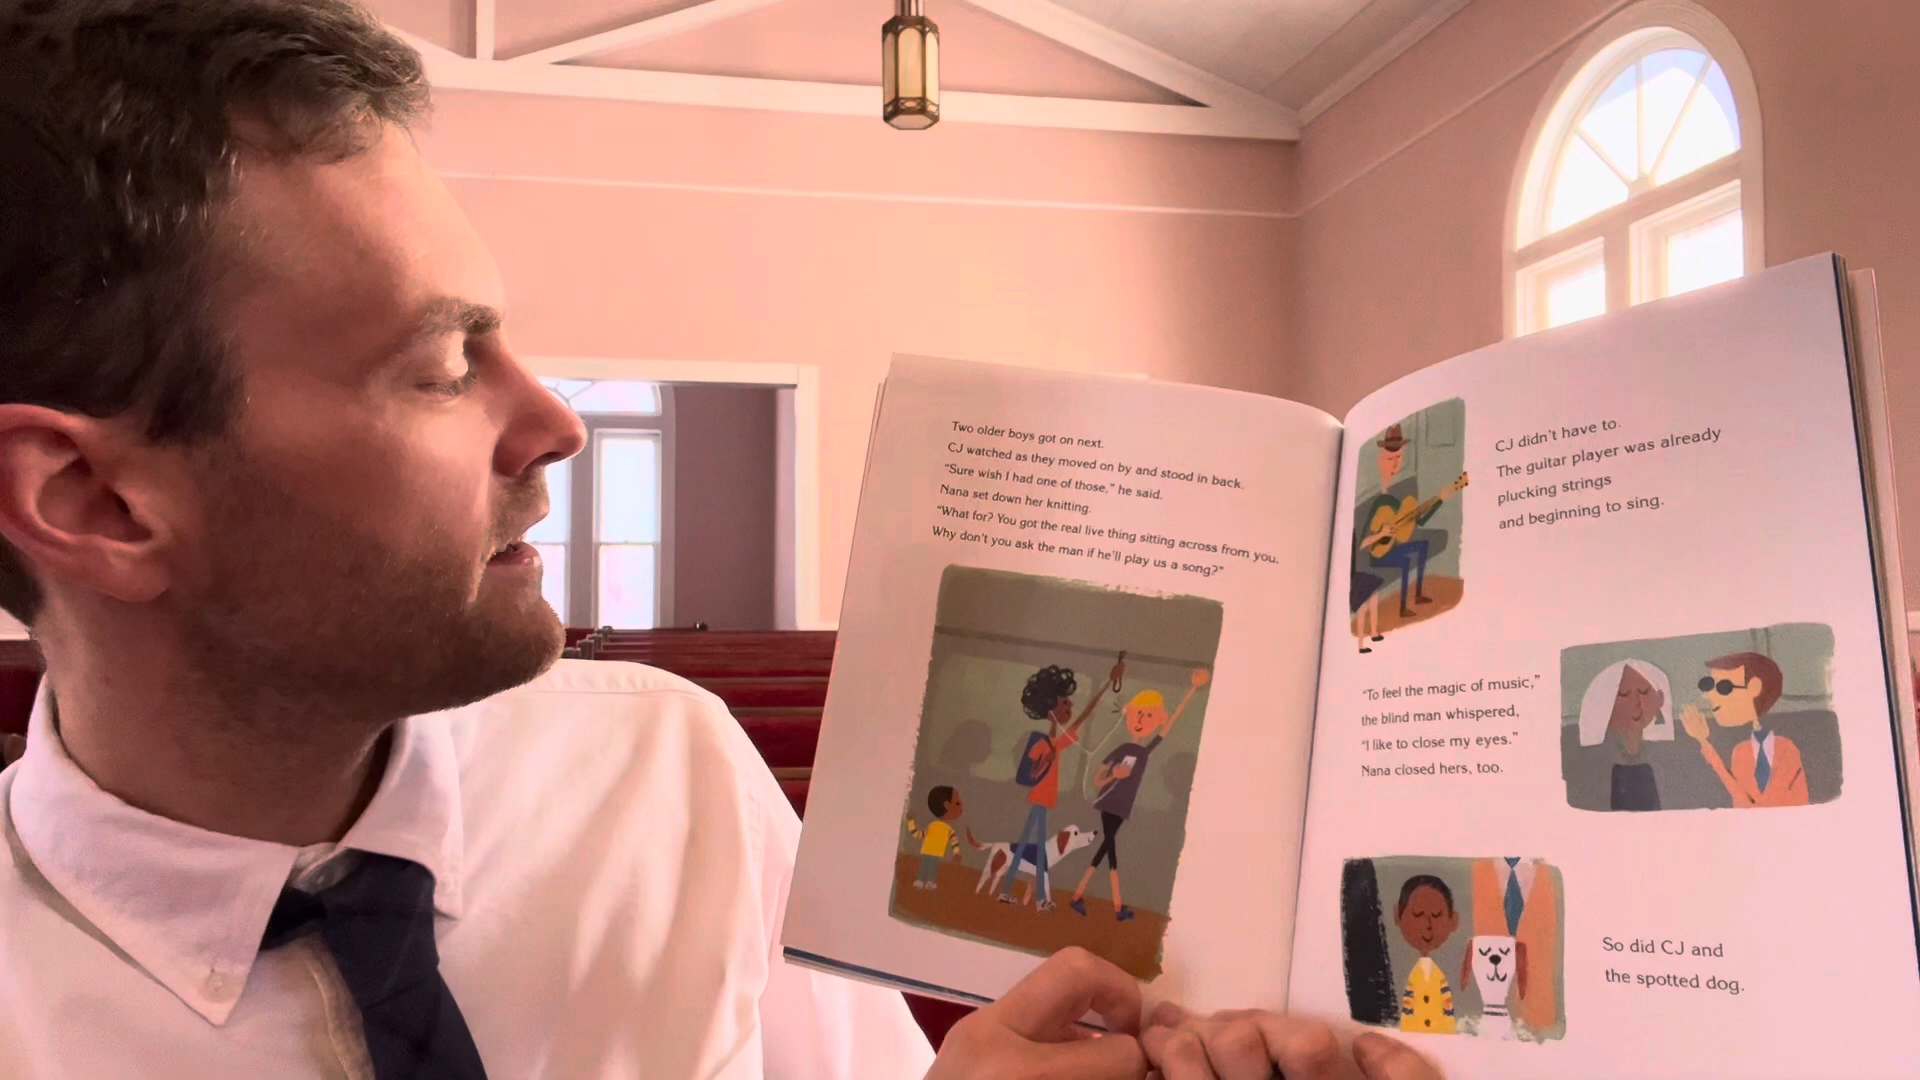 Two older boys got on next.
CJ watched as they moved on by and stood in back.
“Sure wish I had one of those,” he said.
Nana set down her knitting.
“What for? You got the real live thing sitting across from you.
Why don’t you ask the man if he’ll play us a song?”
CJ didn’t have to.
The guitar player was already
plucking strings
and beginning to sing.
“To feel the magic of music,”
the blind man whispered,
“I like to close my eyes.”
Nana closed hers, too.
So did CJ and
the spotted dog.